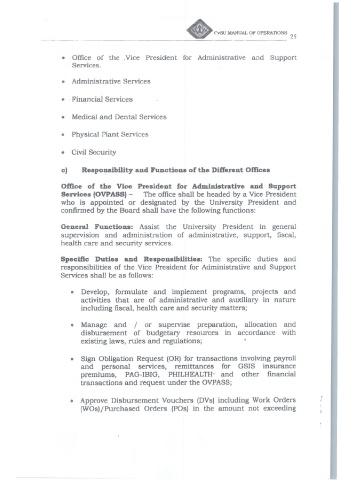 CvSU MANUAL OF OPERATIONS 25
• Office of the Vice President for Administrative and Support
Services.
• Administrative Services
• Financial Services
• Medical and Dental Services
• Physical Plant Services
• Civil Security
c) Responsibility and Functions of the Different Offices
Office of the Vice President for Administrative and Support
Services (OVPASS) – The office shall be headed by a Vice President
who is appointed or designated by the University President and
confirmed by the Board shall have the following functions:
General Functions: Assist the University President in general
supervision and administration of administrative, support, fiscal,
health care and security services.
Specific Duties and Responsibilities: The specific duties and
responsibilities of the Vice President for Administrative and Support
Services shall be as follows:
• Develop, formulate and implement programs, projects and
activities that are of administrative and auxiliary in nature
including fiscal, health care and security matters;
• Manage and / or supervise preparation, allocation and
disbursement of budgetary resources in accordance with
existing laws, rules and regulations;
• Sign Obligation Request (OR) for transactions involving payroll
and personal services, remittances for GSIS insurance
premiums, PAG-IBIG, PHILHEALTH and other financial
transactions and request under the OVPASS;
• Approve Disbursement Vouchers (DVs) including Work Orders
(WOs)/Purchased Orders (POs) in the amount not exceeding